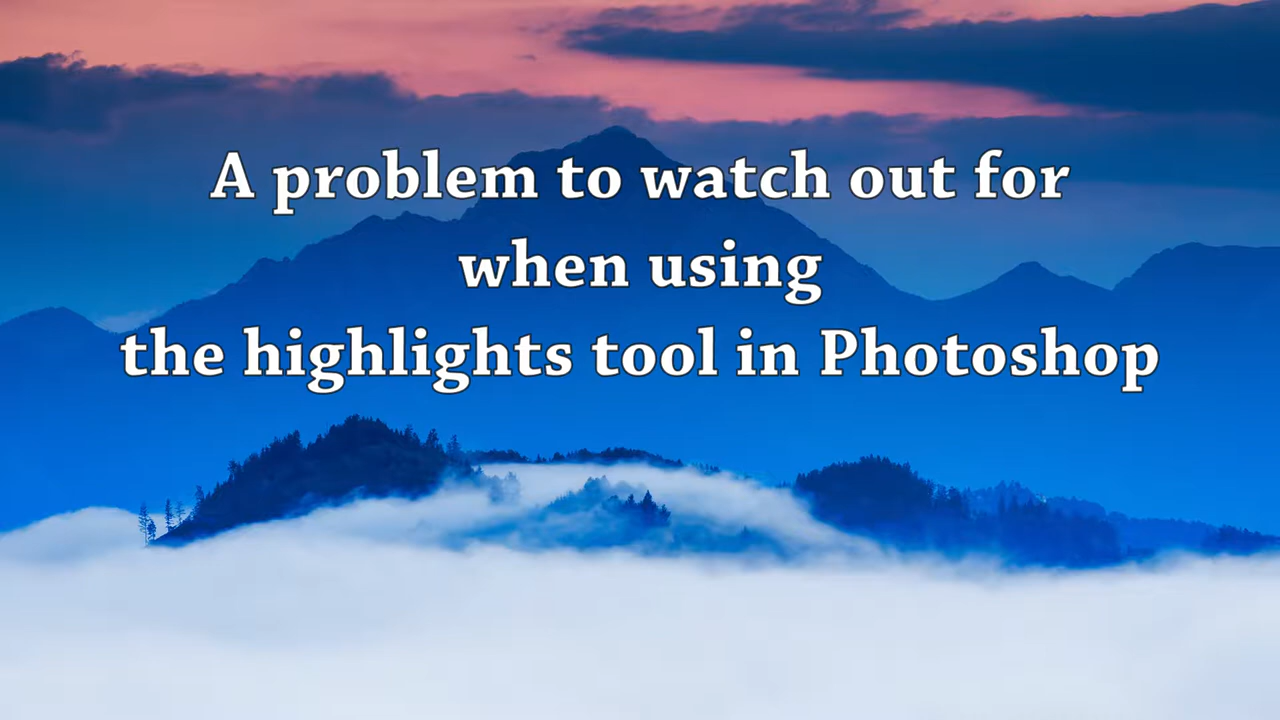 A problem to watch out for
when using
the highlights tool in Photoshop